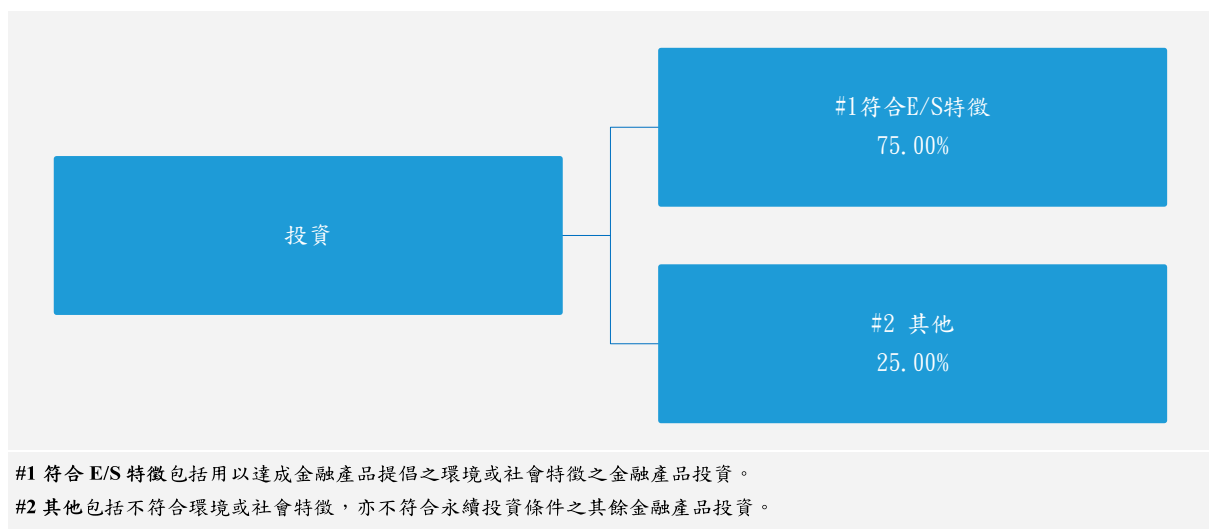 投資
#1符合E/S特徵
75.00%
#2 其他
25.00%
#1 符合 E/S 特徵包括用以達成金融產品提倡之環境或社會特徵之金融產品投資。
#2 其他包括不符合環境或社會特徵，亦不符合永續投資條件之其餘金融產品投資。